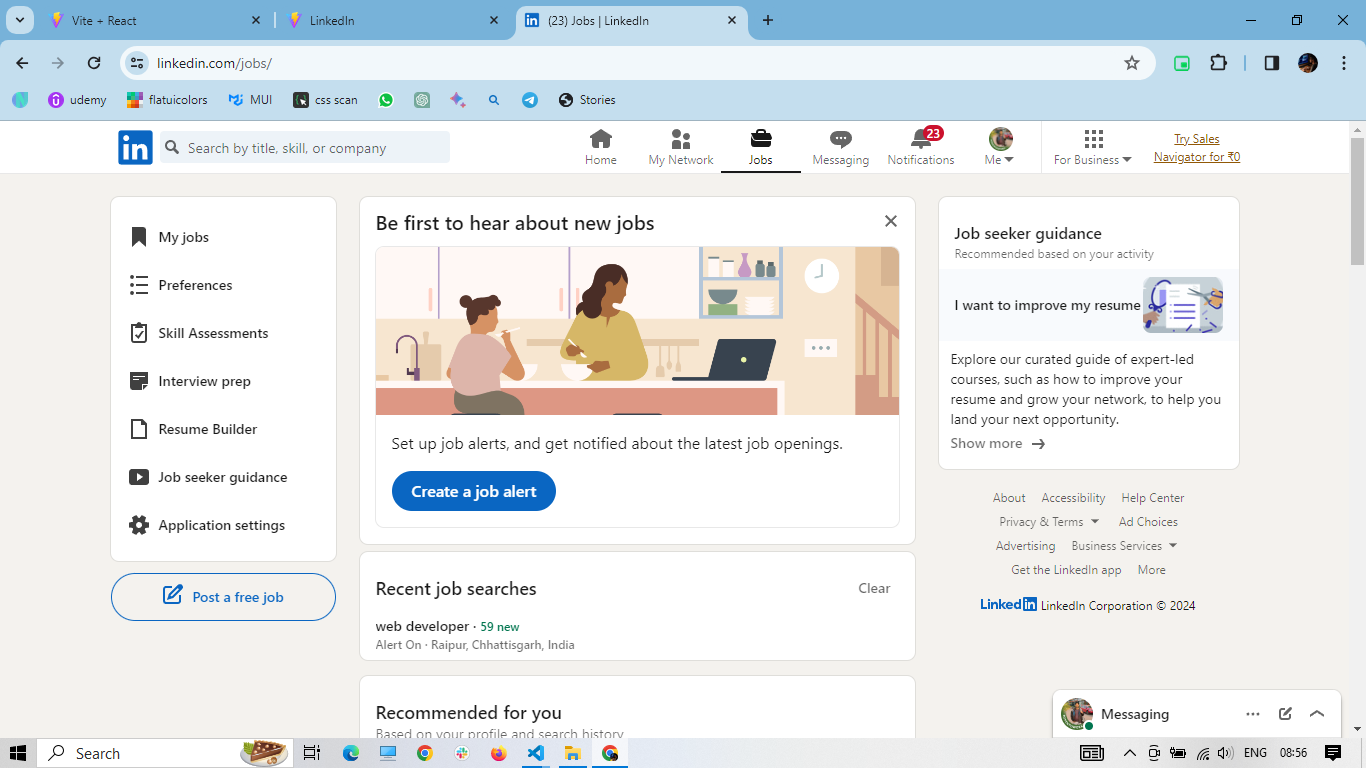 Vite + React
LinkedIn
(23) Jobs | LinkedIn
linkedin.com/jobs/
udemy
flatuicolors
MUI
css scan
Stories
in
Search by title, skill, or company
Home
My Network
Jobs
Messaging
23
Notifications
Me
For Business
Try Sales
Navigator for ₹0
My jobs
Preferences
Skill Assessments
Interview prep
Resume Builder
Job seeker guidance
Application settings
Post a free job
Be first to hear about new jobs
Set up job alerts, and get notified about the latest job openings.
Create a job alert
Recent job searches
Clear
web developer · 59 new
Alert On · Raipur, Chhattisgarh, India
Recommended for you
Based on your profile and search history
Job seeker guidance
Recommended based on your activity
I want to improve my resume
Explore our curated guide of expert-led
courses, such as how to improve your
resume and grow your network, to help you
land your next opportunity.
Show more
About Accessibility Help Center
Privacy & Terms Ad Choices
Advertising Business Services
Get the LinkedIn app More
LinkedIn LinkedIn Corporation © 2024
Messaging
Search
ENG
08:56